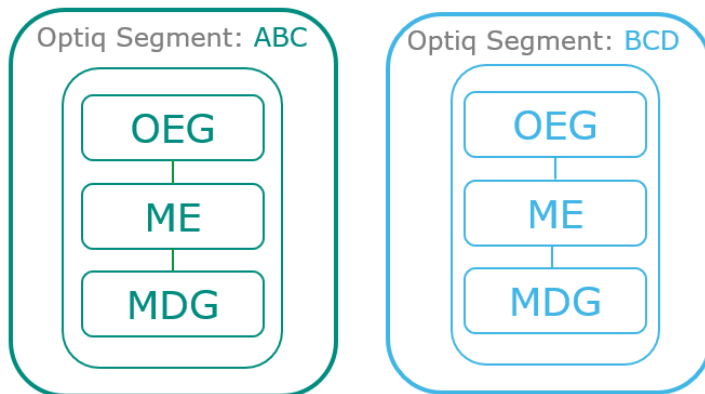 Optiq Segment: ABC
OEG
ME
MDG
Optiq Segment: BCD
OEG
ME
MDG